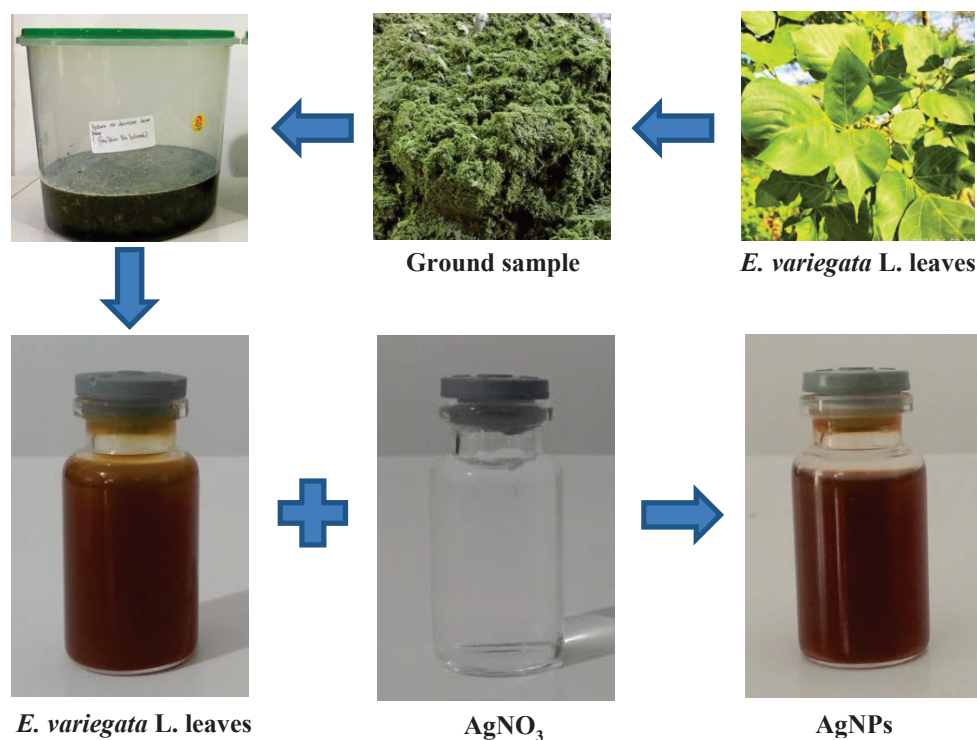 Ground sample
E. variegata L. leaves
E. variegata L. leaves
AgNO₃
AgNPs